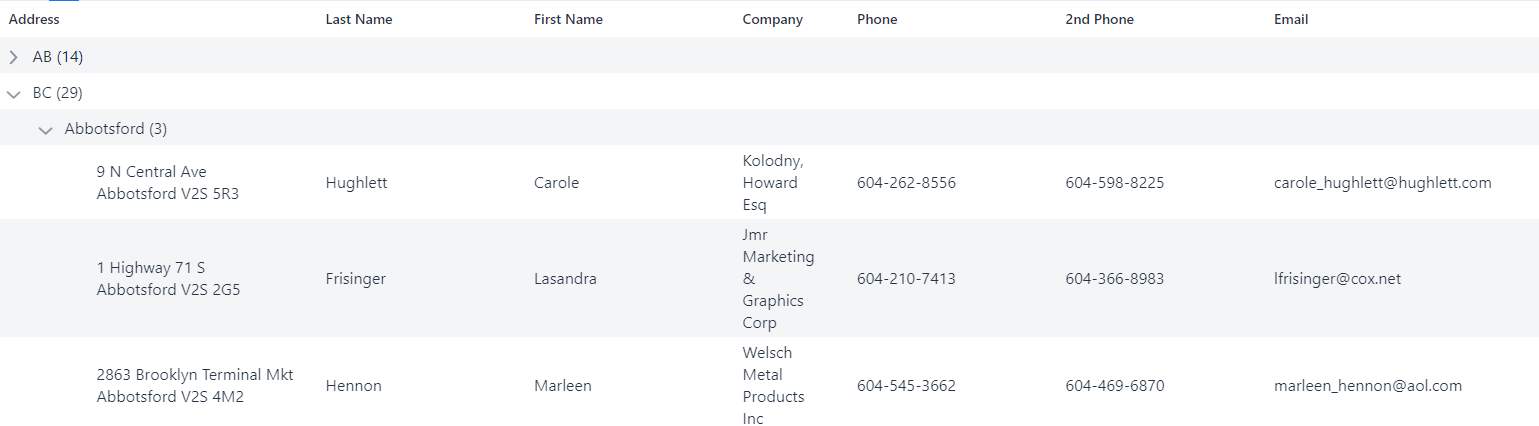 Address Last Name First Name Company Phone 2nd Phone Email
AB (14)
BC (29)
Abbotsford (3)
9 N Central Ave
Abbotsford V2S 5R3
Hughlett
Carole
Kolodny,
Howard
Esq
604-262-8556
604-598-8225
carole_hughlett@hughlett.com
1 Highway 71 S
Abbotsford V2S 2G5
Frisinger
Lasandra
Jmr
Marketing
&
Graphics
Corp
604-210-7413
604-366-8983
lfrisinger@cox.net
2863 Brooklyn Terminal Mkt
Abbotsford V2S 4M2
Hennon
Marleen
Welsch
Metal
Products
Inc
604-545-3662
604-469-6870
marleen_hennon@aol.com